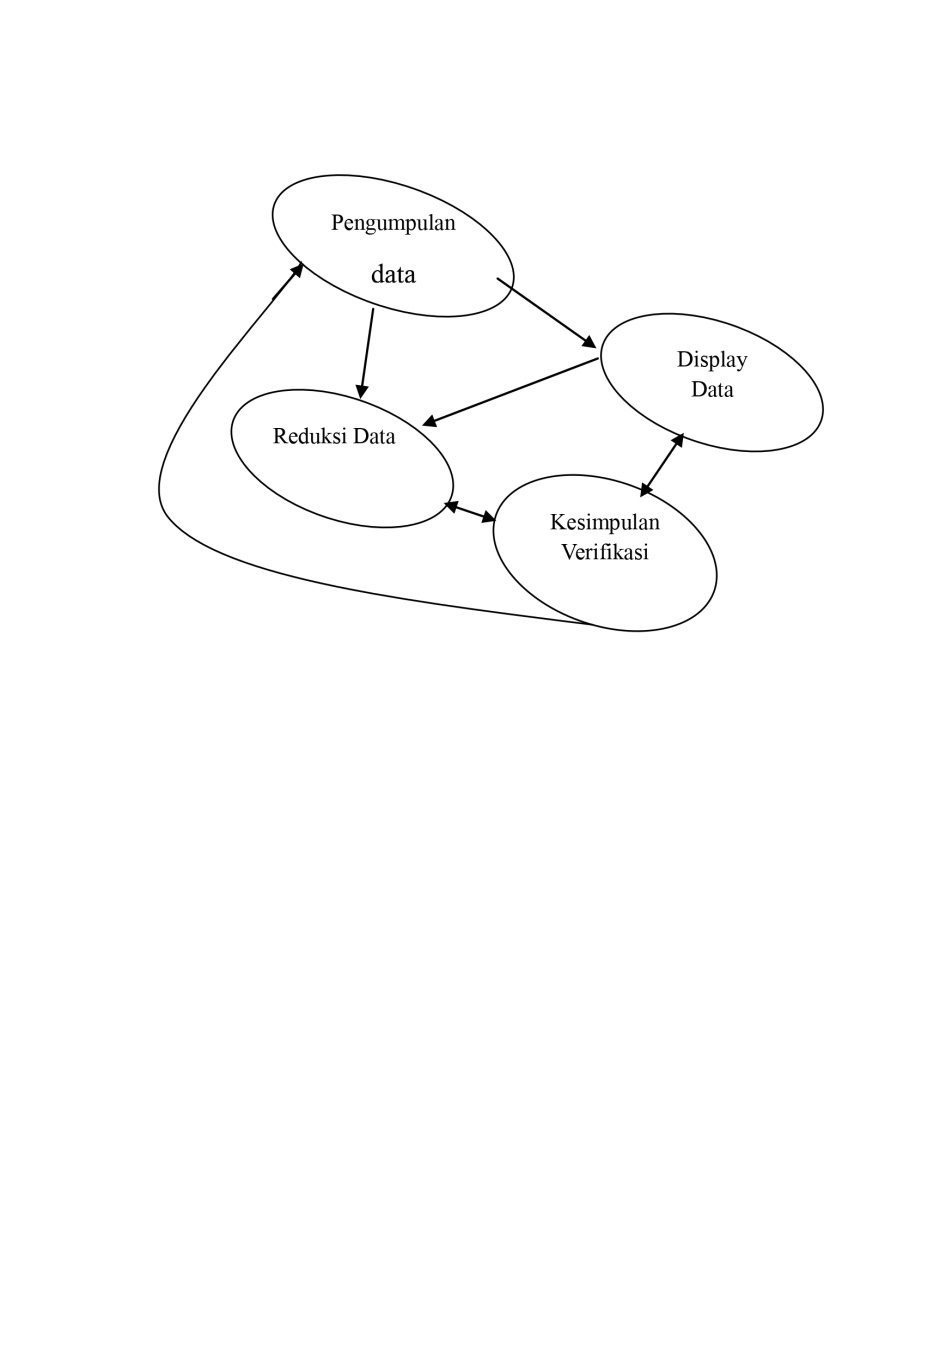 Pengumpulan
data
Display
Data
Reduksi Data
Kesimpulan
Verifikasi